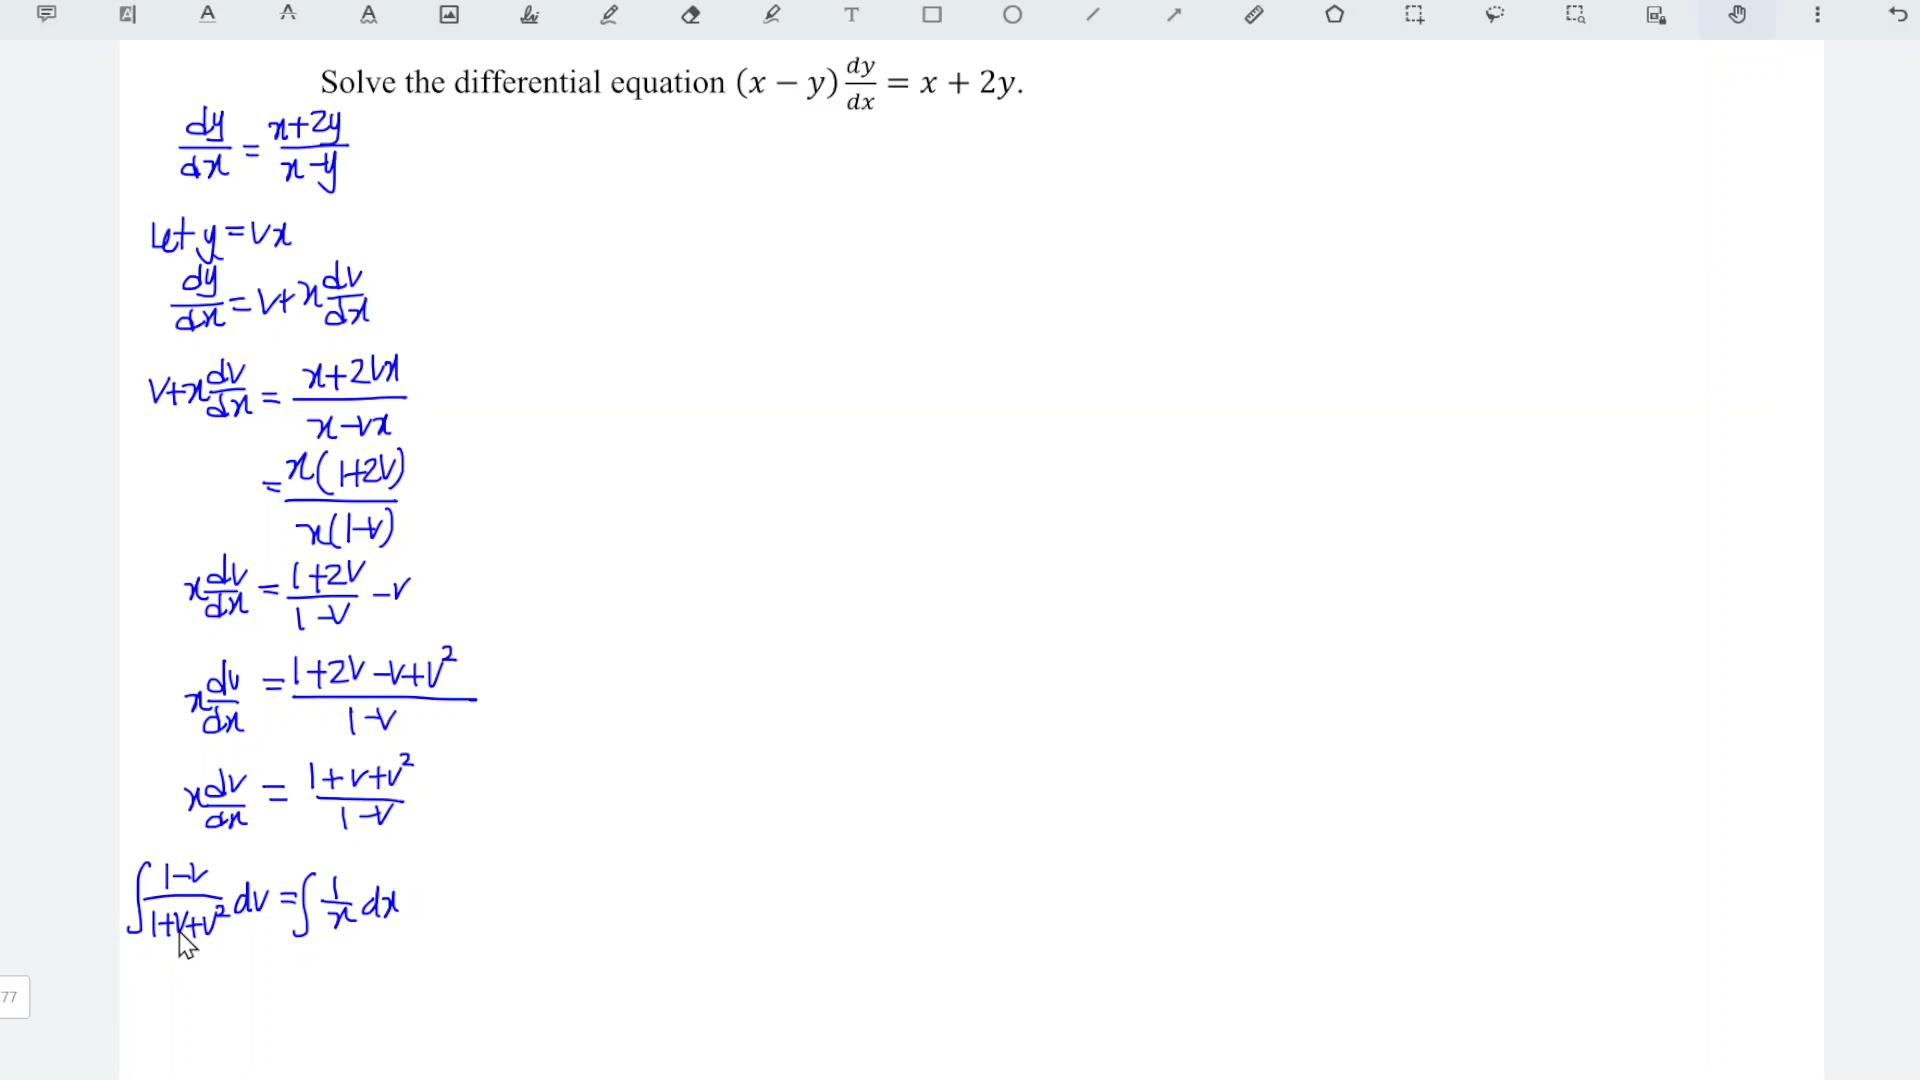 Solve the differential equation (x − y) dy/dx = x + 2y.
dy/dx = x+2y/x-y
Let y = vx
dy/dx = v+x dv/dx
v+x dv/dx = x+2vx/x-vx
= x(1+2v)/x(1-v)
x dv/dx = 1+2v/1-v -v
x dv/dx = 1+2v-v+v²/1-v
x dv/dx = 1+v+v²/1-v
∫ 1-v/1+v+v² dv = ∫ 1/x dx
77